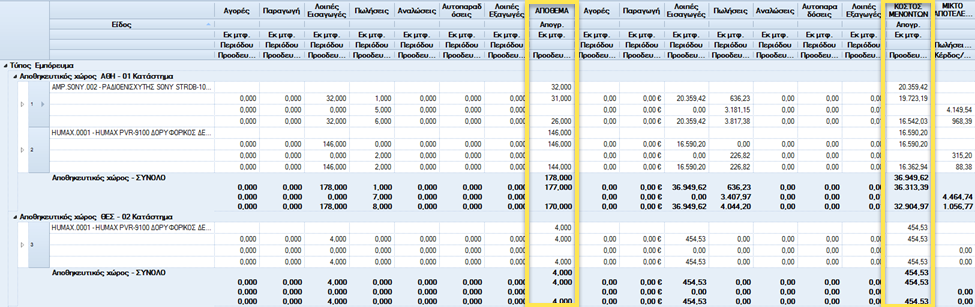 Είδος Αγορές Παραγωγή Λοιπές Εισαγωγές Πωλήσεις Αναλώσεις Αυτοπαραδόσεις Λοιπές Εξαγωγές ΑΠΟΘΕΜΑ Αγορές Παραγωγή Λοιπές Εισαγωγές Πωλήσεις Αναλώσεις Αυτοπαραδόσεις Λοιπές Εξαγωγές ΚΟΣΤΟΣ ΜΕΝΟΝΤΩΝ ΜΙΚΤΟ ΑΠΟΤΕΛΕ...
Απογρ. Απογρ.
Εκ μτφ. Εκ μτφ. Εκ μτφ. Εκ μτφ. Εκ μτφ. Εκ μτφ. Εκ μτφ. Εκ μτφ. Εκ μτφ. Εκ μτφ. Εκ μτφ. Εκ μτφ. Εκ μτφ. Εκ μτφ. Εκ μτφ. Εκ μτφ.
Περιόδου Περιόδου Περιόδου Περιόδου Περιόδου Περιόδου Περιόδου Περιόδου Περιόδου Περιόδου Περιόδου Περιόδου Περιόδου Περιόδου Περιόδου Περιόδου Πωλήσει...
Προοδευ... Προοδευ... Προοδευ... Προοδευ... Προοδευ... Προοδευ... Προοδευ... Προοδευ... Προοδευ... Προοδευ... Προοδευ... Προοδευ... Προοδευ... Προοδευ... Προοδευ... Προοδευ... Κέρδος/...
Τύπος Εμπόρευμα
Αποθηκευτικός χώρος ΑΘΗ - 01 Κατάστημα
AMP.SONY.002 - ΡΑΔΙΟΕΝΙΣΧΥΤΗΣ SONY STRDB-10... 32,000 20.359,42
1 0,000 0,000 32,000 1,000 0,000 0,000 0,000 31,000 0,00 0,00 € 20.359,42 636,23 0,00 0,00 0,00 19.723,19
0,000 0,000 0,000 5,000 0,000 0,000 0,000 0,00 0,00 € 0,00 3.181,15 0,00 0,00 0,00 4.149,54
0,000 0,000 32,000 6,000 0,000 0,000 0,000 26,000 0,00 0,00 € 20.359,42 3.817,38 0,00 0,00 0,00 16.542,03 968,39
HUMAX.0001 - HUMAX PVR-9100 ΔΟΡΥΦΟΡΙΚΟΣ ΔΕ... 146,000 16.590,20
2 0,000 0,000 146,000 0,000 0,000 0,000 0,000 146,000 0,00 0,00 € 16.590,20 0,00 0,00 0,00 0,00 16.590,20
0,000 0,000 0,000 2,000 0,000 0,000 0,000 0,00 0,00 € 0,00 226,82 0,00 0,00 0,00 315,20
0,000 0,000 146,000 2,000 0,000 0,000 0,000 144,000 0,00 0,00 € 16.590,20 226,82 0,00 0,00 0,00 16.362,94 88,38
Αποθηκευτικός χώρος - ΣΥΝΟΛΟ 178,000 36.949,62
0,000 0,000 178,000 1,000 0,000 0,000 0,000 177,000 0,00 0,00 € 36.949,62 636,23 0,00 0,00 0,00 36.313,39
0,000 0,000 0,000 7,000 0,000 0,000 0,000 0,00 0,00 € 0,00 3.407,97 0,00 0,00 0,00 4.464,74
0,000 0,000 178,000 8,000 0,000 0,000 0,000 170,000 0,00 0,00 € 36.949,62 4.044,20 0,00 0,00 0,00 32.904,97 1.056,77
Αποθηκευτικός χώρος ΘΕΣ - 02 Κατάστημα
HUMAX.0001 - HUMAX PVR-9100 ΔΟΡΥΦΟΡΙΚΟΣ ΔΕ... 4,000 454,53
3 0,000 0,000 4,000 0,000 0,000 0,000 0,000 4,000 0,00 0,00 € 454,53 0,00 0,00 0,00 0,00 454,53
0,000 0,000 0,000 0,000 0,000 0,000 0,000 0,00 0,00 € 0,00 0,00 0,00 0,00 0,00 0,00
0,000 0,000 4,000 0,000 0,000 0,000 0,000 4,000 0,00 0,00 € 454,53 0,00 0,00 0,00 0,00 454,53 0,00
Αποθηκευτικός χώρος - ΣΥΝΟΛΟ 4,000 454,53
0,000 0,000 4,000 0,000 0,000 0,000 0,000 4,000 0,00 0,00 € 454,53 0,00 0,00 0,00 0,00 454,53
0,000 0,000 0,000 0,000 0,000 0,000 0,000 0,00 0,00 € 0,00 0,00 0,00 0,00 0,00 0,00
0,000 0,000 4,000 0,000 0,000 0,000 0,000 4,000 0,00 0,00 € 454,53 0,00 0,00 0,00 0,00 454,53 0,00